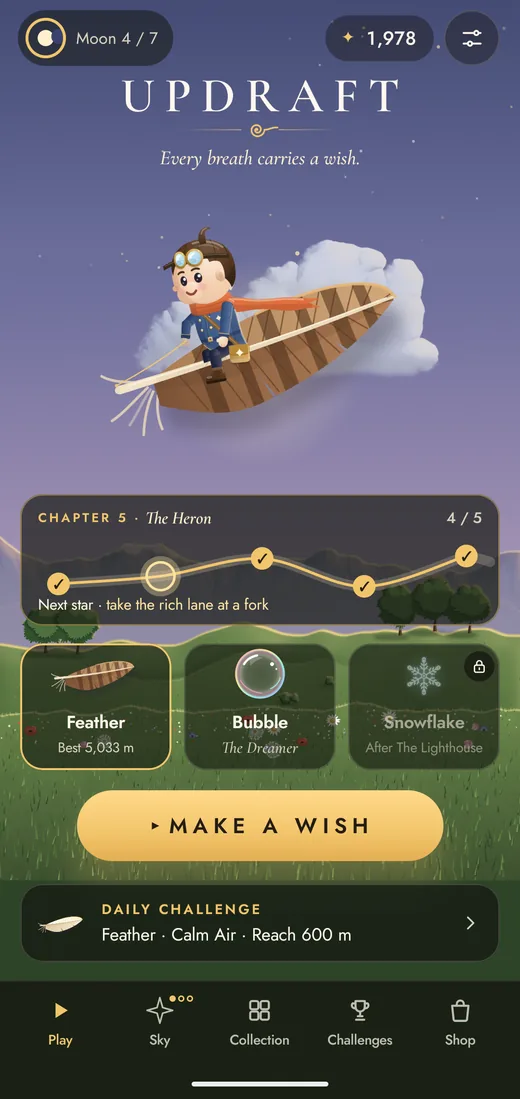 Moon 4 / 7
1,978
UPDRAFT
Every breath carries a wish.
CHAPTER 5 · The Heron
4 / 5
Next star · take the rich lane at a fork
Feather
Best 5,033 m
Bubble
The Dreamer
Snowflake
After The Lighthouse
MAKE A WISH
DAILY CHALLENGE
Feather · Calm Air · Reach 600 m
Play
Sky
Collection
Challenges
Shop